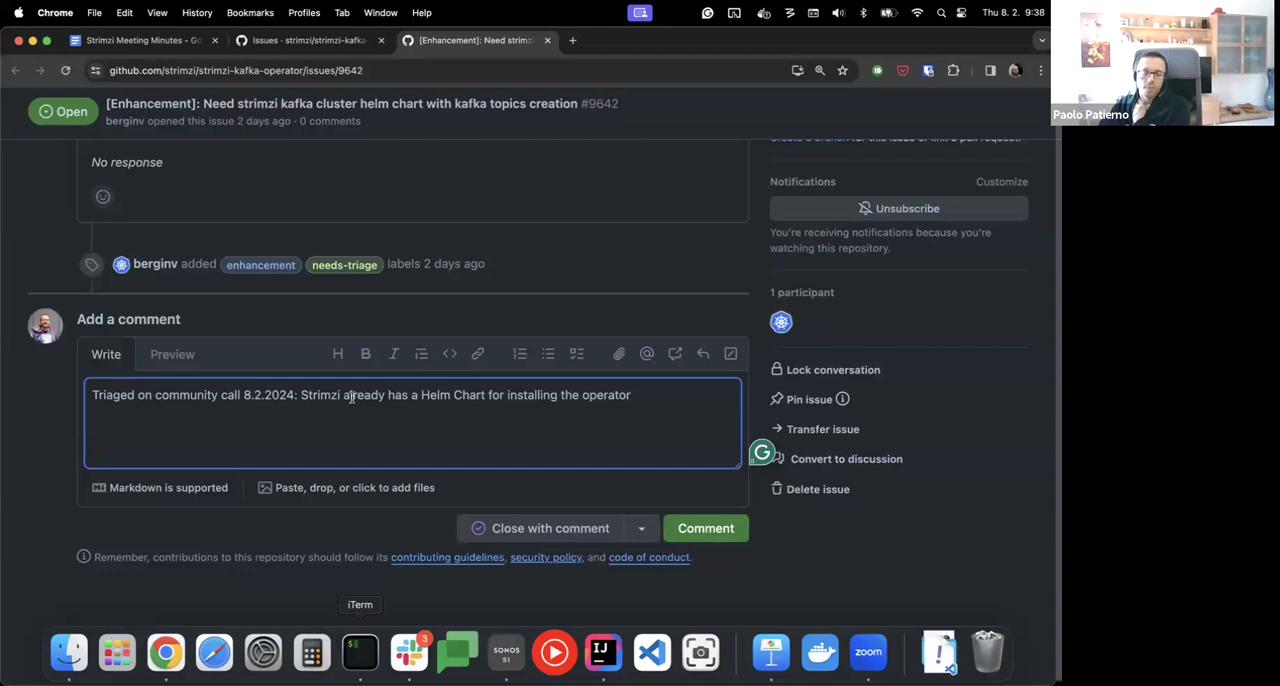 Chrome File Edit View History Bookmarks Profiles Tab Window Help
Thu 8. 2. 9:38
Strimzi Meeting Minutes - Go
Issues · strimzi/strimzi-kafka-
[Enhancement]: Need strimz
github.com/strimzi/strimzi-kafka-operator/issues/9642
Paolo Patierno
Open
[Enhancement]: Need strimzi kafka cluster helm chart with kafka topics creation #9642
berginv opened this issue 2 days ago · 0 comments
No response
berginv added enhancement needs-triage labels 2 days ago
Add a comment
Write Preview
H B I
Triaged on community call 8.2.2024: Strimzi already has a Helm Chart for installing the operator
G
Markdown is supported
Paste, drop, or click to add files
Close with comment
Comment
Remember, contributions to this repository should follow its contributing guidelines, security policy, and code of conduct.
Notifications
Customize
Unsubscribe
You're receiving notifications because you're
watching this repository.
1 participant
Lock conversation
Pin issue
Transfer issue
Convert to discussion
Delete issue
iTerm
3
SONOS
S1
IJ
zoom